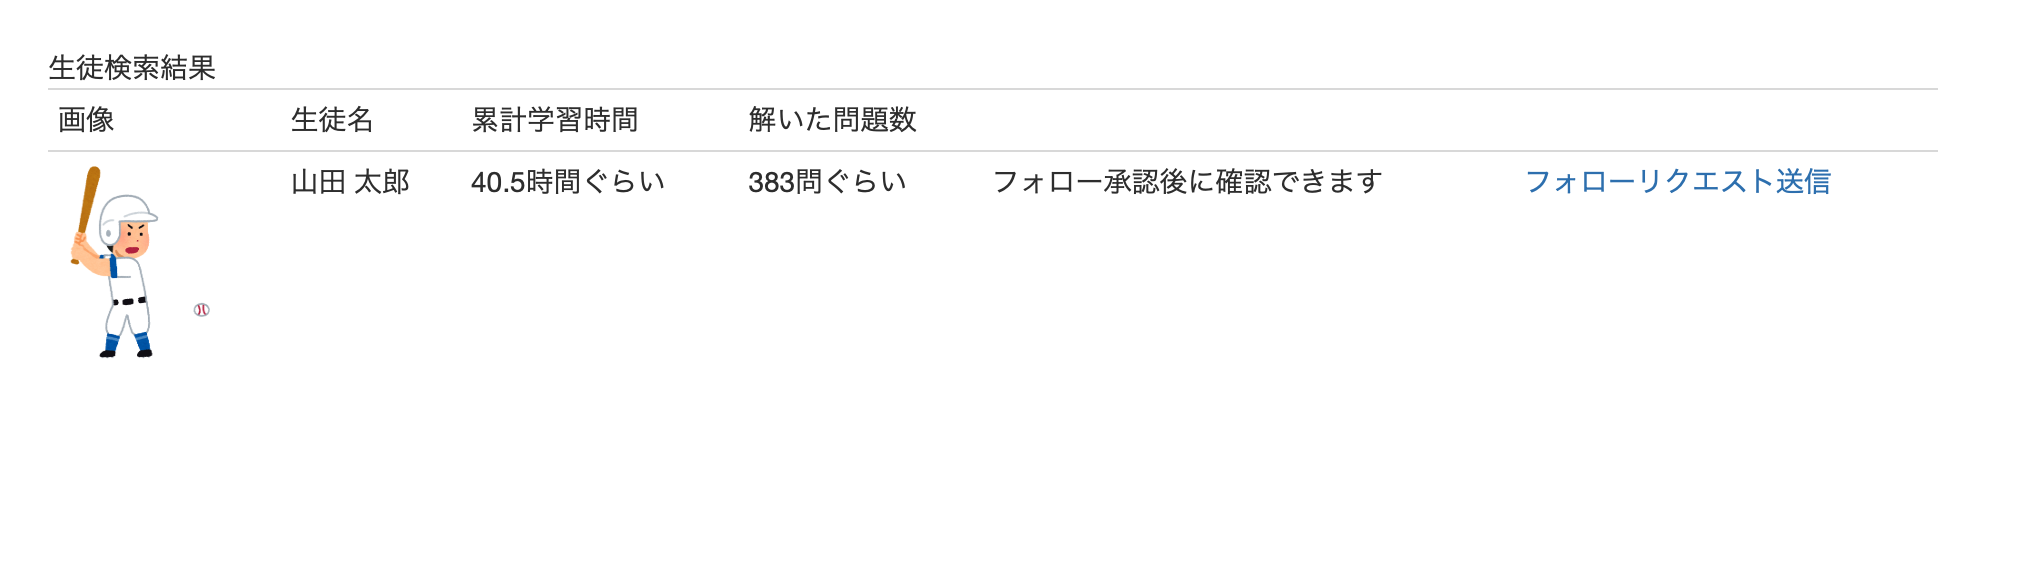 生徒検索結果
画像 生徒名 累計学習時間 解いた問題数
山田 太郎 40.5時間ぐらい 383問ぐらい フォロー承認後に確認できます フォローリクエスト送信